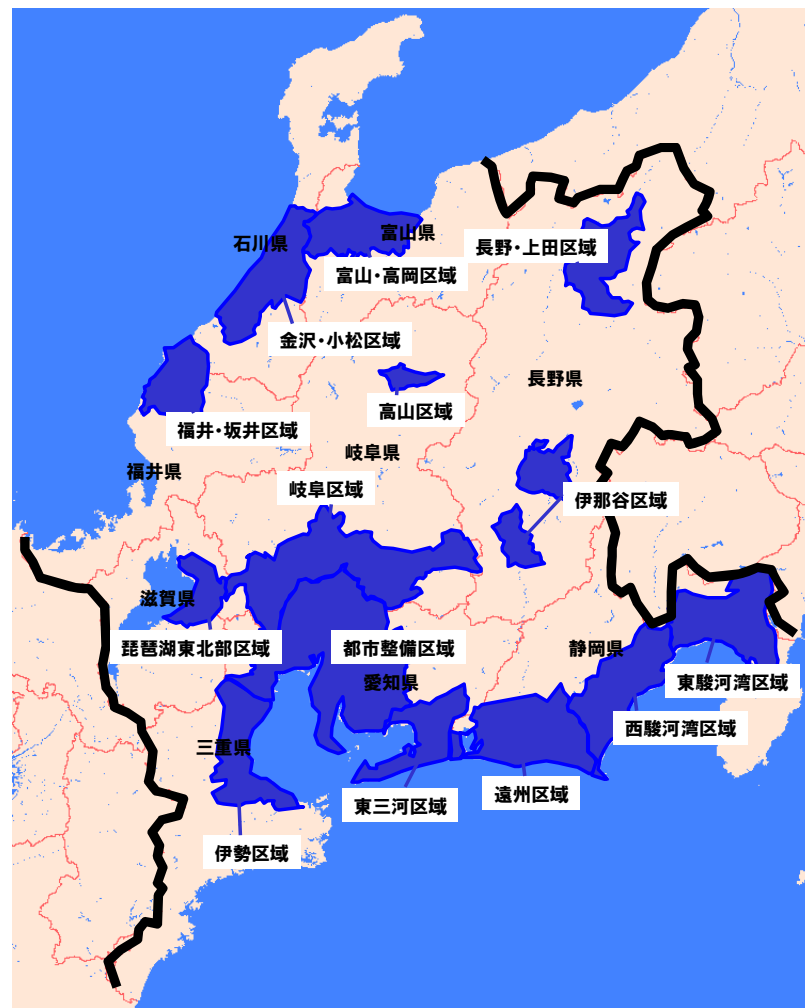 富山県
石川県
長野・上田区域
富山・高岡区域
金沢・小松区域
長野県
高山区域
福井・坂井区域
岐阜県
福井県
岐阜区域
伊那谷区域
滋賀県
琵琶湖東北部区域
都市整備区域
静岡県
愛知県
東駿河湾区域
西駿河湾区域
三重県
遠州区域
東三河区域
伊勢区域